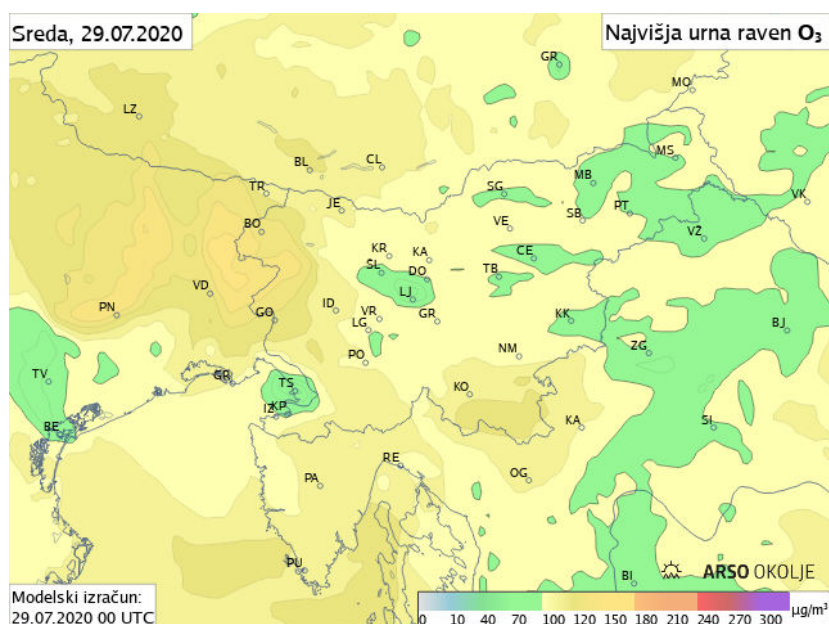 Sreda, 29.07.2020
Najvišja urna raven O₃
GR
MO
LZ
BL
CL
MS
TR
SG
MB
VK
JE
PT
BO
VE
SB
VŽ
KR
KA
CE
ŠL
DO
TB
VD
LJ
PN
GO
ID
VR
GR
KK
BJ
LG
ZG
PO
NM
TV
GR
TS
KO
IZ
KP
BE
KA
SI
RE
PA
OG
PU
BI
ARSO OKOLJE
Modelski izračun:
29.07.2020 00 UTC
0 10 40 70 80 100 120 150 180 210 240 270 300 µg/m³